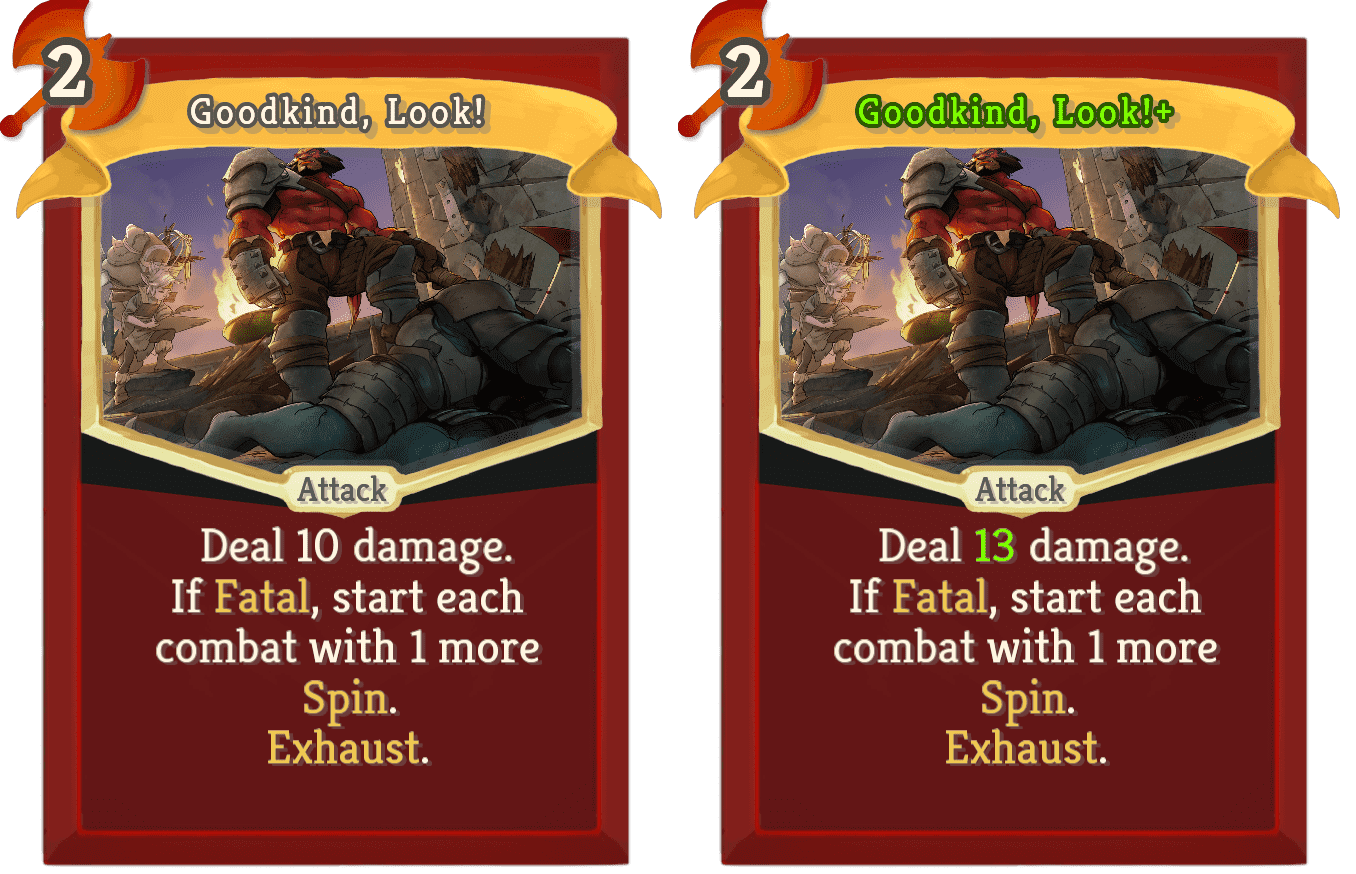 2
Goodkind, Look!
Attack
Deal 10 damage.
If Fatal, start each
combat with 1 more
Spin.
Exhaust.
2
Goodkind, Look!+
Attack
Deal 13 damage.
If Fatal, start each
combat with 1 more
Spin.
Exhaust.